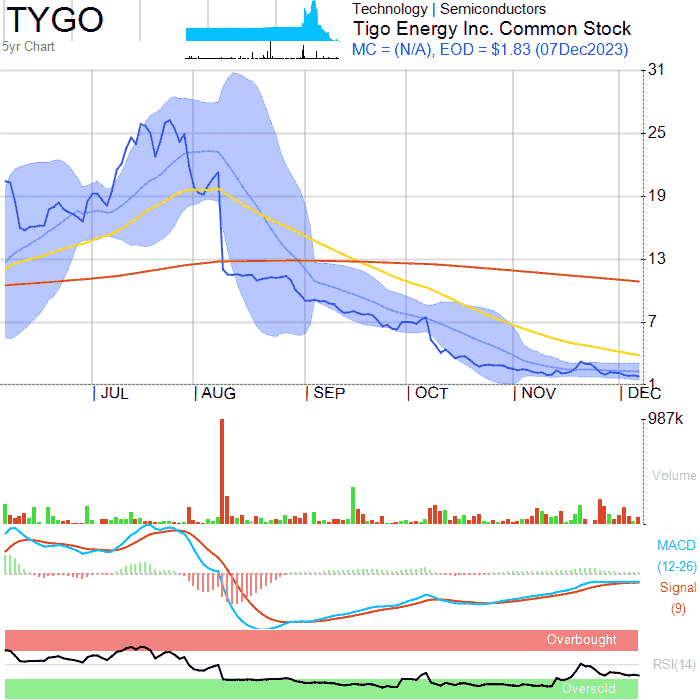 TYGO
5yr Chart
Technology | Semiconductors
Tigo Energy Inc. Common Stock
MC = (N/A), EOD = $1.83 (07Dec2023)
31
25
19
13
7
1
JUL AUG SEP OCT NOV DEC
987k
Volume
MACD
(12-26)
Signal
(9)
Overbought
RSI(14)
Oversold